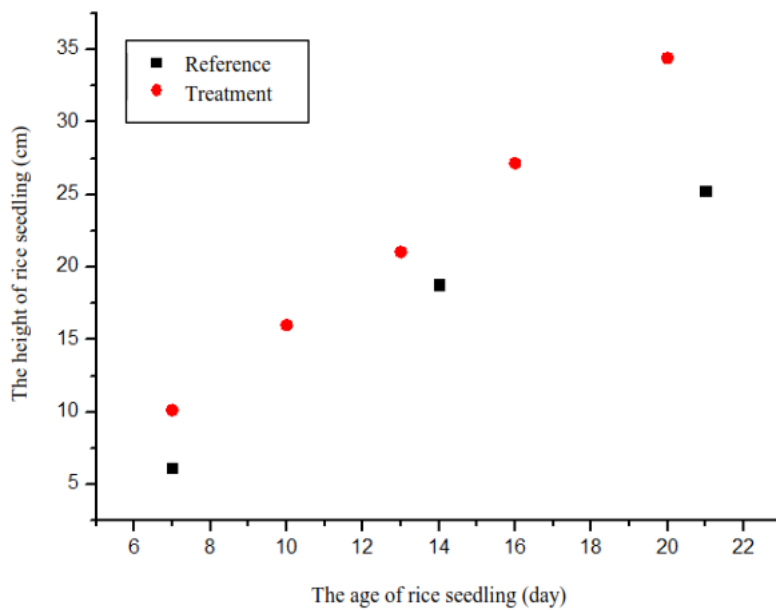 35
30
25
20
15
10
5
The height of rice seedling (cm)
Reference
Treatment
6 8 10 12 14 16 18 20 22
The age of rice seedling (day)